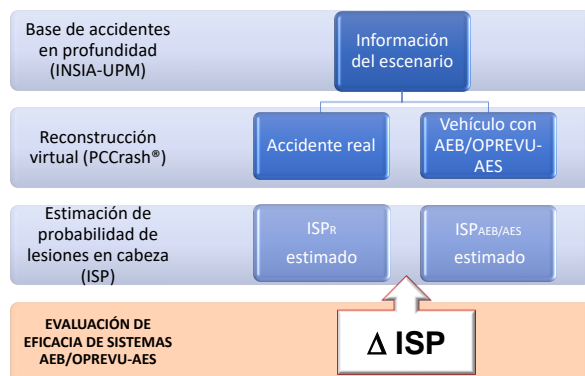 Base de accidentes
en profundidad
(INSIA-UPM)
Información
del escenario
Reconstrucción
virtual (PCCrash®)
Accidente real
Vehículo con
AEB/OPREVU-
AES
Estimación de
probabilidad de
lesiones en cabeza
(ISP)
ISPR
estimado
ISPAEB/AES
estimado
EVALUACIÓN DE
EFICACIA DE SISTEMAS
AEB/OPREVU-AES
Δ ISP